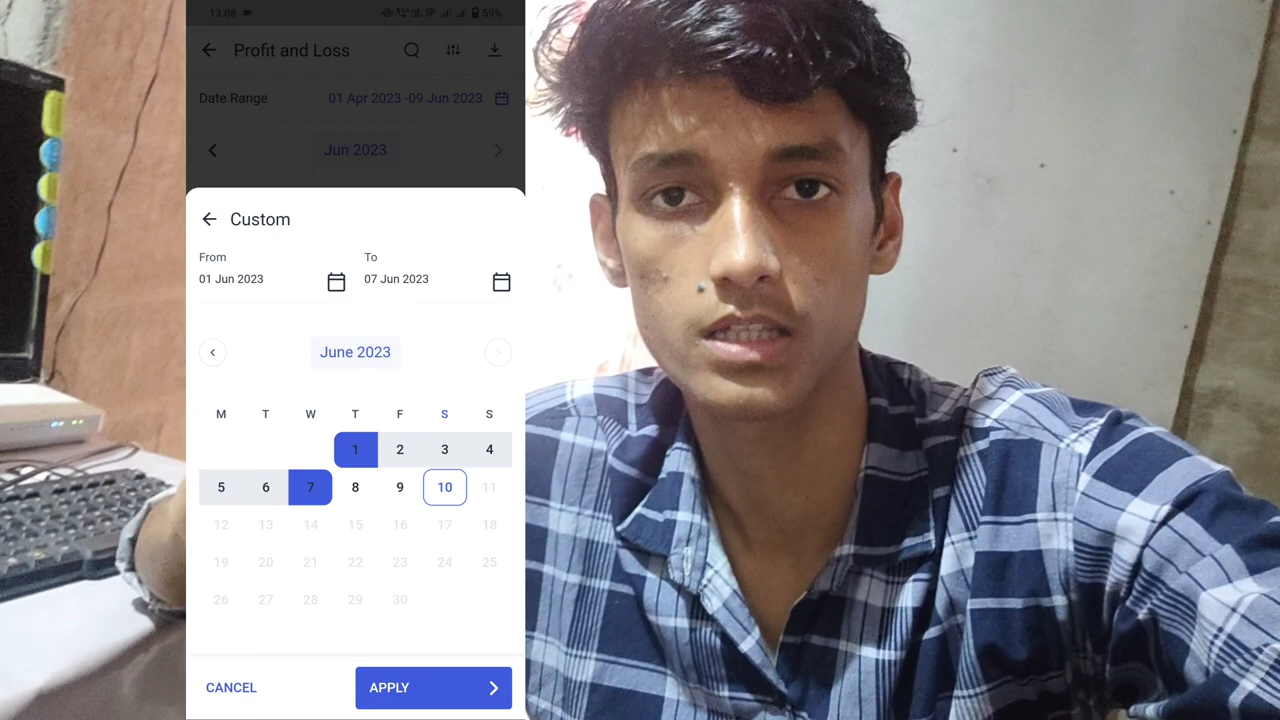 13:08 59%
Profit and Loss
Date Range 01 Apr 2023 -09 Jun 2023
Jun 2023
Custom
From To
01 Jun 2023 07 Jun 2023
June 2023
M T W T F S S
1 2 3 4
5 6 7 8 9 10 11
12 13 14 15 16 17 18
19 20 21 22 23 24 25
26 27 28 29 30
CANCEL APPLY